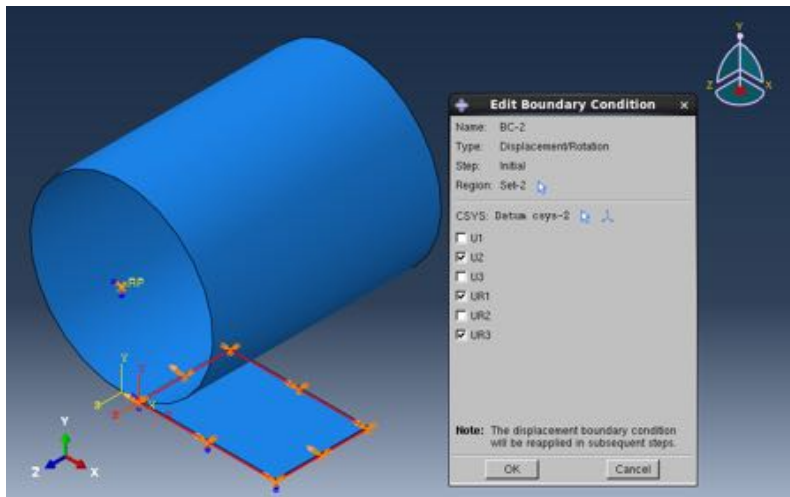 Edit Boundary Condition
Name: BC-2
Type: Displacement/Rotation
Step: Initial
Region: Set-2
CSYS: Datum csys-2
U1
U2
U3
UR1
UR2
UR3
Note: The displacement boundary condition
will be reapplied in subsequent steps.
OK Cancel
RP
Y
Z X
Y
Z X
Y